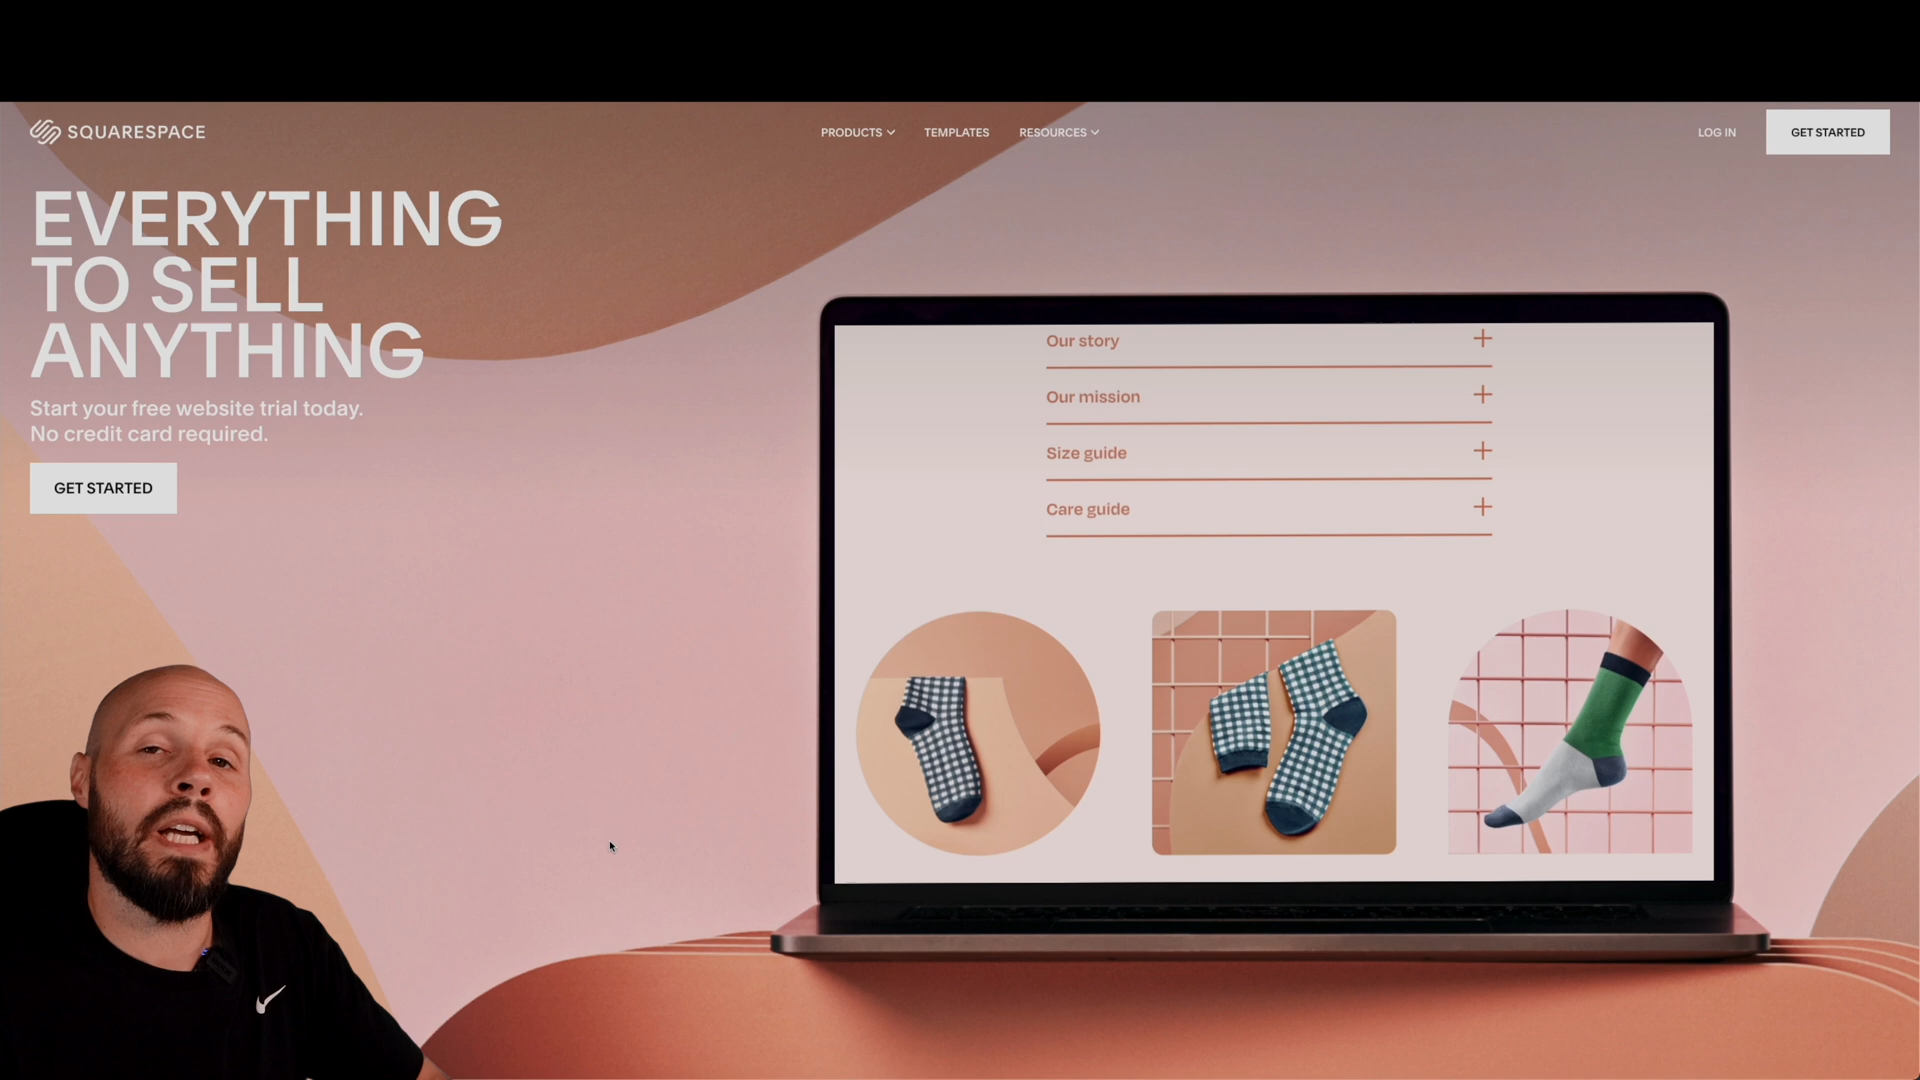 SQUARESPACE
PRODUCTS
TEMPLATES
RESOURCES
LOG IN
GET STARTED
EVERYTHING
TO SELL
ANYTHING
Start your free website trial today.
No credit card required.
GET STARTED
Our story
Our mission
Size guide
Care guide